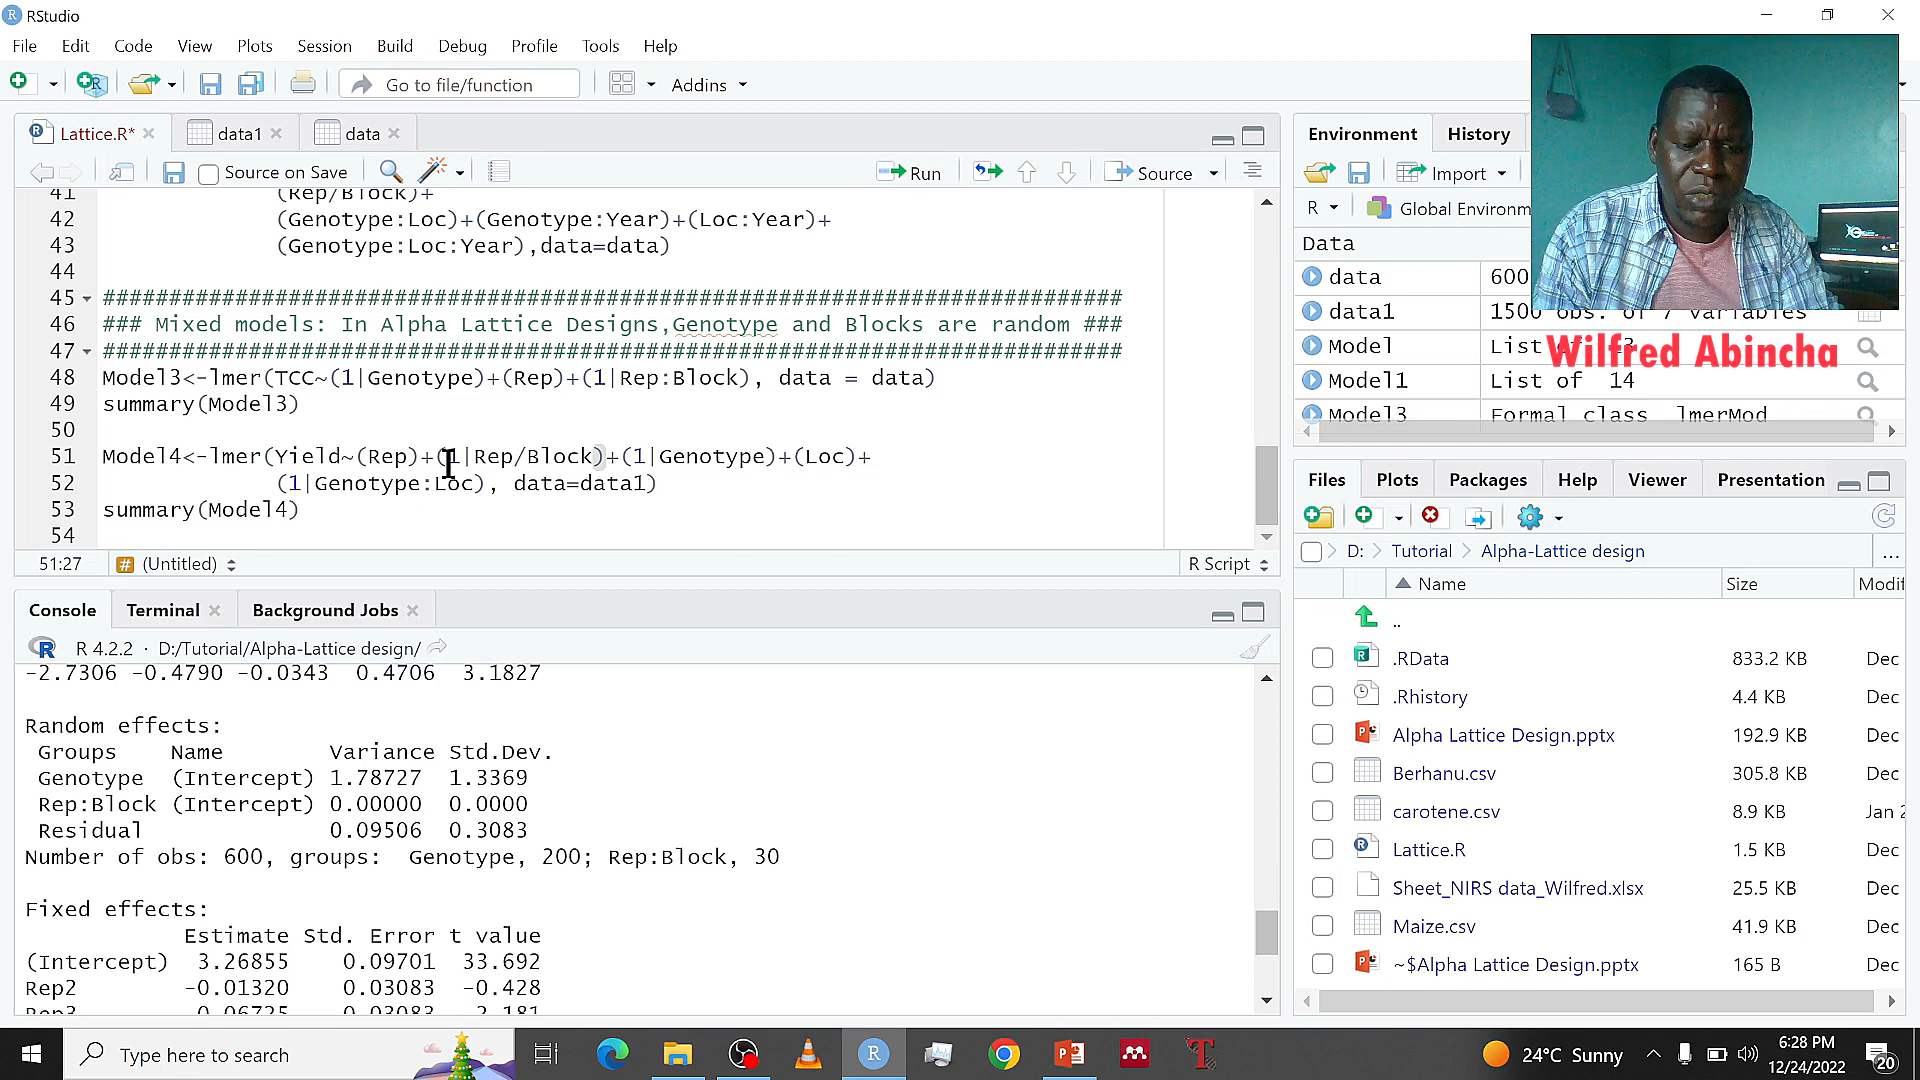 RStudio
File Edit Code View Plots Session Build Debug Profile Tools Help
Go to file/function Addins
Lattice.R* data1 data
Source on Save Run Source
41 (Rep/Block)+
42 (Genotype:Loc)+(Genotype:Year)+(Loc:Year)+
43 (Genotype:Loc:Year),data=data)
44
45 #############################################################################
46 ### Mixed models: In Alpha Lattice Designs,Genotype and Blocks are random ###
47 #############################################################################
48 Model3<-lmer(TCC~(1|Genotype)+(Rep)+(1|Rep:Block), data = data)
49 summary(Model3)
50
51 Model4<-lmer(Yield~(Rep)+(1|Rep/Block)+(1|Genotype)+(Loc)+
52 (1|Genotype:Loc), data=data1)
53 summary(Model4)
54
51:27 (Untitled) R Script
Console Terminal Background Jobs
R 4.2.2 D:/Tutorial/Alpha-Lattice design/
-2.7306 -0.4790 -0.0343 0.4706 3.1827
Random effects:
Groups Name Variance Std.Dev.
Genotype (Intercept) 1.78727 1.3369
Rep:Block (Intercept) 0.00000 0.0000
Residual 0.09506 0.3083
Number of obs: 600, groups: Genotype, 200; Rep:Block, 30
Fixed effects:
Estimate Std. Error t value
(Intercept) 3.26855 0.09701 33.692
Rep2 -0.01320 0.03083 -0.428
Environment History
Import
R Global Environm
Data
data 600
data1 1500 obs. of 7 variables
Model List of
Wilfred Abincha
Model1 List of 14
Model3 Formal class lmerMod
Files Plots Packages Help Viewer Presentation
D: Tutorial Alpha-Lattice design ...
Name Size Modif
..
.RData 833.2 KB Dec
.Rhistory 4.4 KB Dec
Alpha Lattice Design.pptx 192.9 KB Dec
Berhanu.csv 305.8 KB Dec
carotene.csv 8.9 KB Jan 2
Lattice.R 1.5 KB Dec
Sheet_NIRS data_Wilfred.xlsx 25.5 KB Dec
Maize.csv 41.9 KB Dec
~$Alpha Lattice Design.pptx 165 B Dec
Type here to search
24°C Sunny
6:28 PM
12/24/2022
20